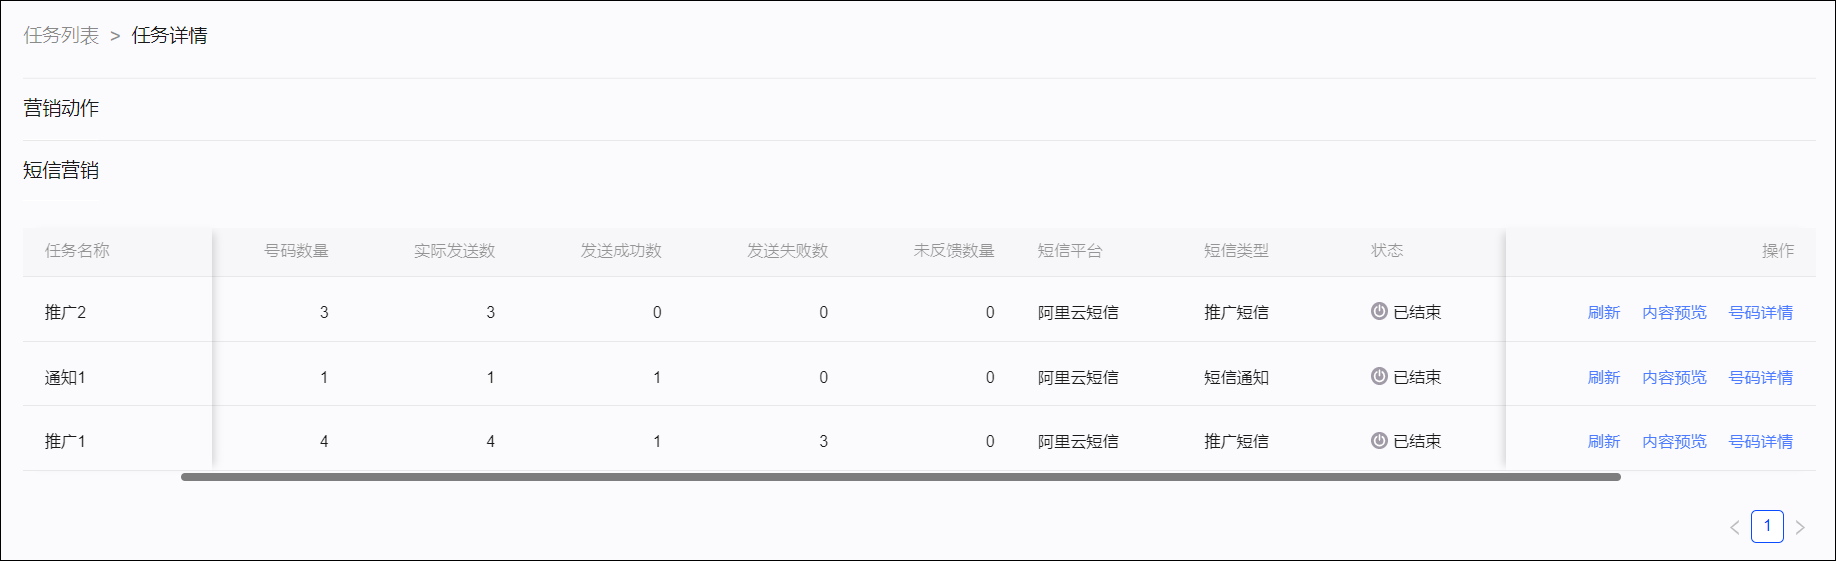 任务列表 > 任务详情
营销动作
短信营销
任务名称 号码数量 实际发送数 发送成功数 发送失败数 未反馈数量 短信平台 短信类型 状态 操作
推广2 3 3 0 0 0 阿里云短信 推广短信 已结束 刷新 内容预览 号码详情
通知1 1 1 1 0 0 阿里云短信 短信通知 已结束 刷新 内容预览 号码详情
推广1 4 4 1 3 0 阿里云短信 推广短信 已结束 刷新 内容预览 号码详情
< 1 >